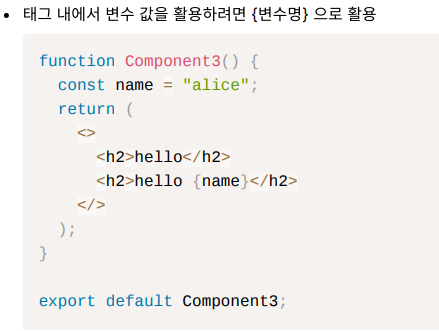 • 태그 내에서 변수 값을 활용하려면 {변수명} 으로 활용
function Component3() {
  const name = "alice";
  return (
    <>
      <h2>hello</h2>
      <h2>hello {name}</h2>
    </>
  );
}
export default Component3;